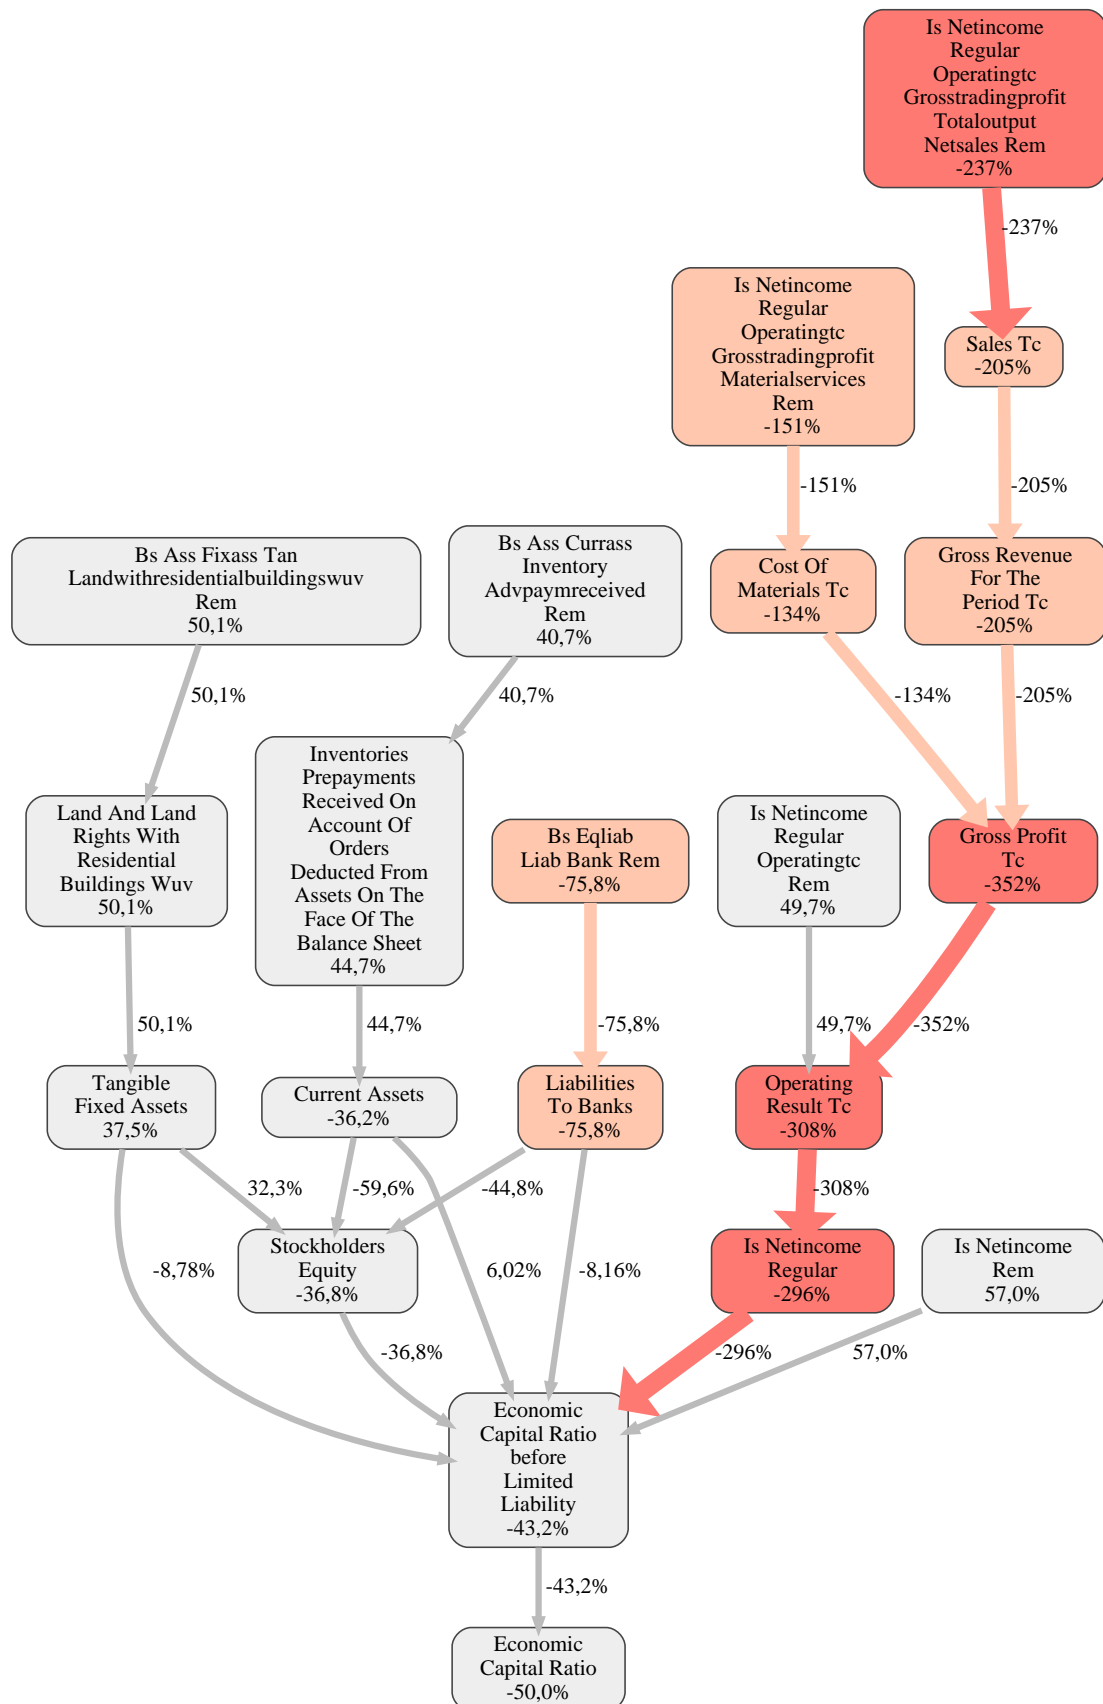 Is Netincome
Regular
Operatingtc
Grosstradingprofit
Totaloutput
Netsales Rem
-237%
-237%
Is Netincome
Regular
Operatingtc
Grosstradingprofit
Materialservices
Rem
-151%
Sales Tc
-205%
-151%
-205%
Bs Ass Fixass Tan
Landwithresidentialbuildingswuv
Rem
50,1%
Bs Ass Currass
Inventory
Advpaymreceived
Rem
40,7%
Cost Of
Materials Tc
-134%
Gross Revenue
For The
Period Tc
-205%
50,1%
40,7%
-134%
-205%
Land And Land
Rights With
Residential
Buildings Wuv
50,1%
Inventories
Prepayments
Received On
Account Of
Orders
Deducted From
Assets On The
Face Of The
Balance Sheet
44,7%
Bs Eqliab
Liab Bank Rem
-75,8%
Is Netincome
Regular
Operatingtc
Rem
49,7%
Gross Profit
Tc
-352%
50,1%
44,7%
-75,8%
49,7%
-352%
Tangible
Fixed Assets
37,5%
Current Assets
-36,2%
Liabilities
To Banks
-75,8%
Operating
Result Tc
-308%
32,3%
-59,6%
-44,8%
-308%
Stockholders
Equity
-36,8%
Is Netincome
Regular
-296%
Is Netincome
Rem
57,0%
-8,78%
6,02%
-8,16%
-36,8%
-296%
57,0%
Economic
Capital Ratio
before
Limited
Liability
-43,2%
-43,2%
Economic
Capital Ratio
-50,0%